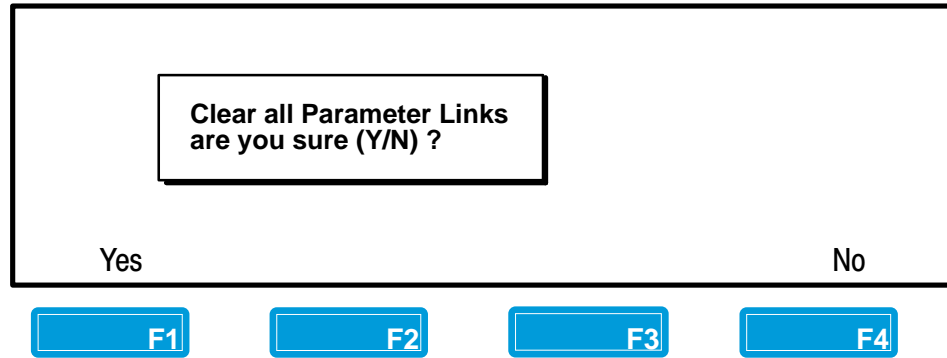 Clear all Parameter Links
are you sure (Y/N) ?
Yes No
F1 F2 F3 F4